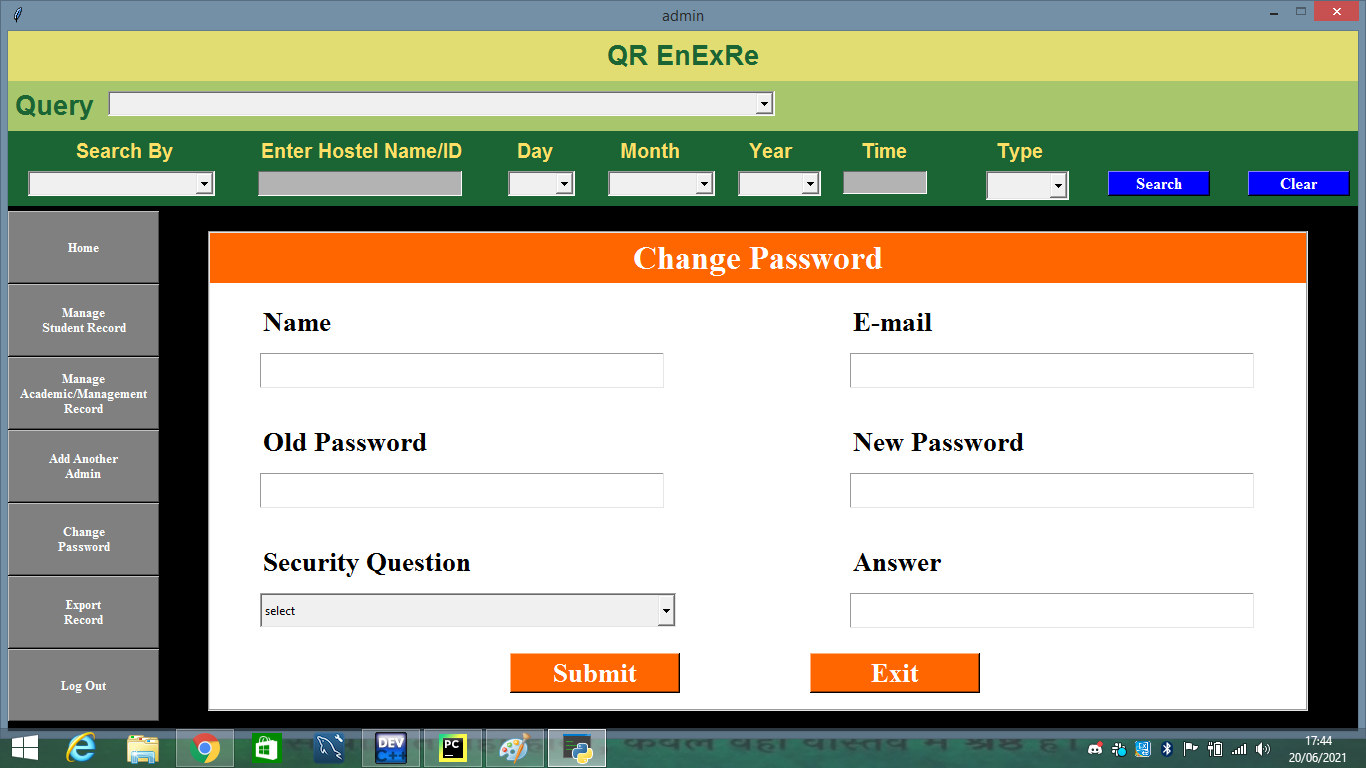 admin
QR EnExRe
Query
Search By Enter Hostel Name/ID Day Month Year Time Type
Search Clear
Home
Manage
Student Record
Manage
Academic/Management
Record
Add Another
Admin
Change
Password
Export
Record
Log Out
Change Password
Name E-mail
Old Password New Password
Security Question Answer
select
Submit Exit
DEV
C++
PC
17:44
20/06/2021